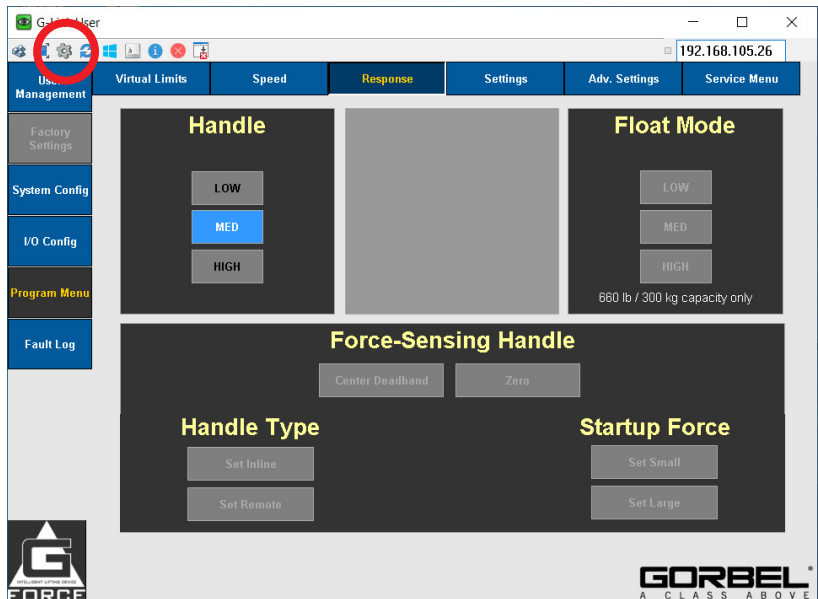 192.168.105.26
Virtual Limits
Speed
Response
Settings
Adv. Settings
Service Menu
Management
Factory
Settings
System Config
I/O Config
Program Menu
Fault Log
Handle
LOW
MED
HIGH
Float Mode
LOW
MED
HIGH
660 lb / 300 kg capacity only
Force-Sensing Handle
Center Deadband
Zero
Handle Type
Set Inline
Set Remote
Startup Force
Set Small
Set Large
G
INTELLIGENT LIFTING DEVICE
FORCE
GORBEL®
A CLASS ABOVE